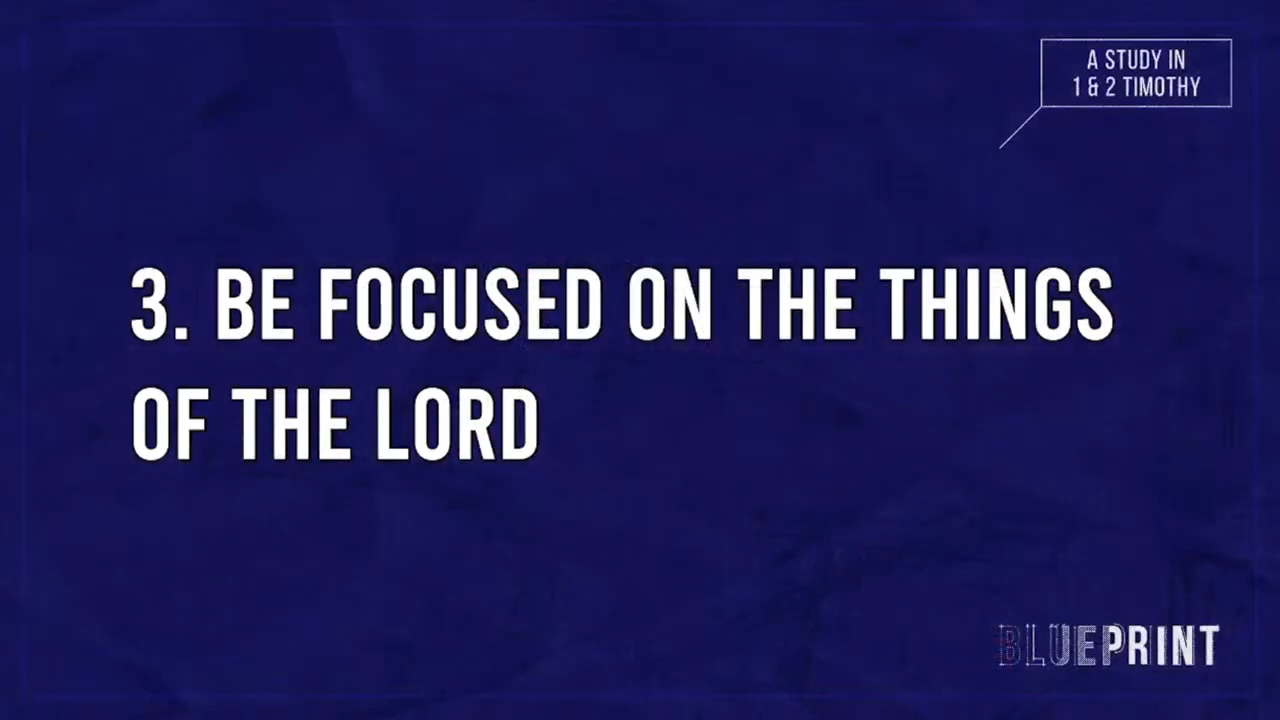 A STUDY IN
1 & 2 TIMOTHY
3. BE FOCUSED ON THE THINGS
OF THE LORD
BLUEPRINT